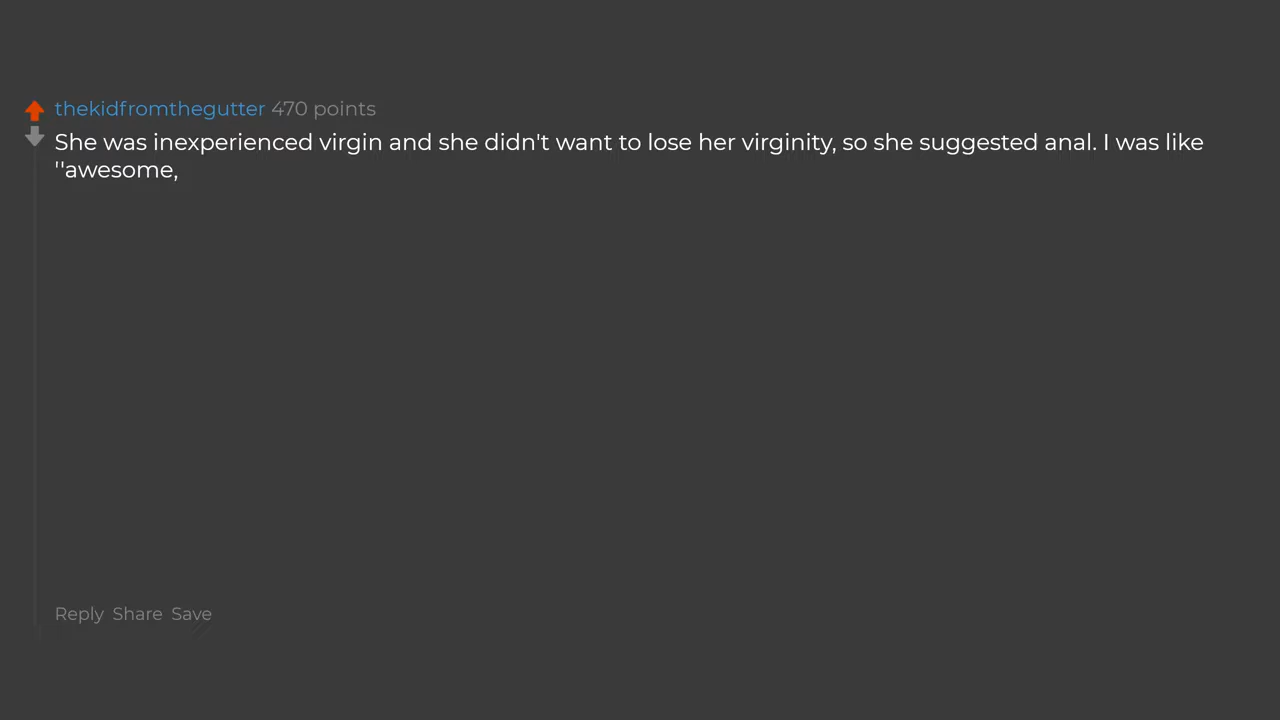 thekidfromthegutter 470 points
She was inexperienced virgin and she didn't want to lose her virginity, so she suggested anal. I was like
"awesome,
Reply Share Save